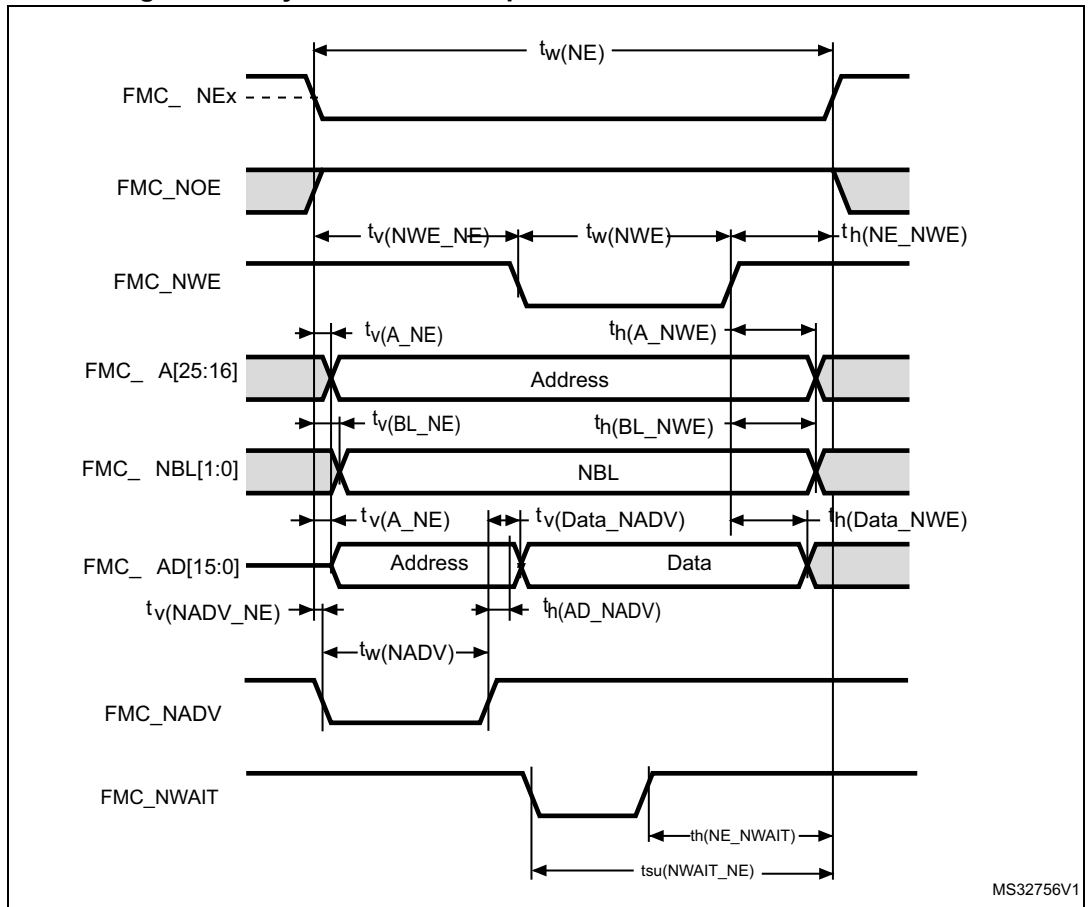 tw(NE)
FMC_ NEx
FMC_NOE
tv(NWE_NE) tw(NWE) th(NE_NWE)
FMC_NWE
tv(A_NE) th(A_NWE)
FMC_ A[25:16] Address
tv(BL_NE) th(BL_NWE)
FMC_ NBL[1:0] NBL
tv(A_NE) tv(Data_NADV) th(Data_NWE)
FMC_ AD[15:0] Address Data
tv(NADV_NE) th(AD_NADV)
tw(NADV)
FMC_NADV
FMC_NWAIT
th(NE_NWAIT)
tsu(NWAIT_NE)
MS32756V1